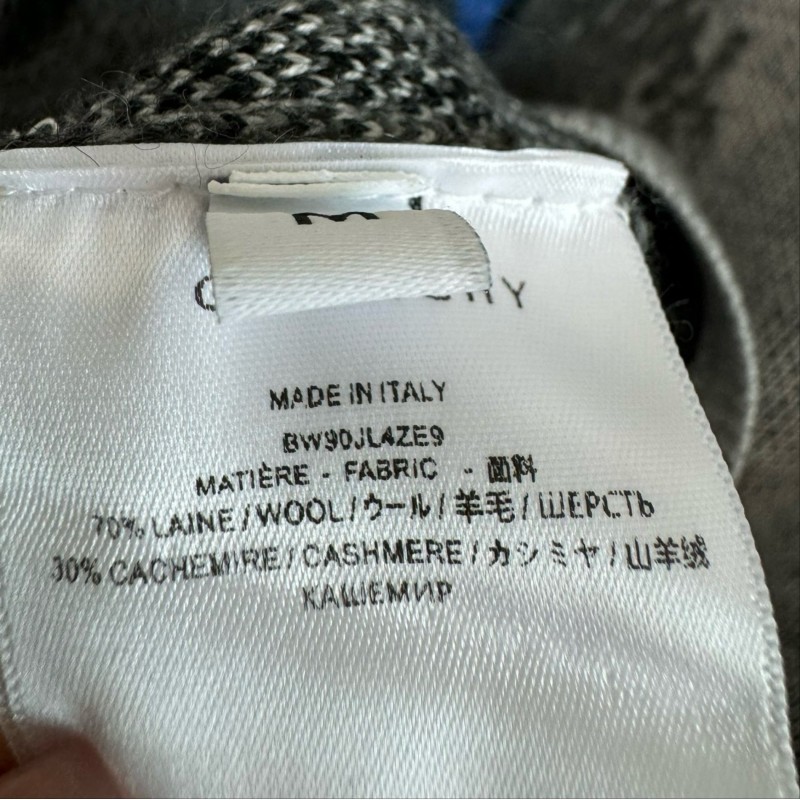 M
MADE IN ITALY
BW90JL4ZE9
MATIÈRE - FABRIC - 面料
70% LAINE / WOOL / ウール / 羊毛 / ШЕРСТЬ
30% CACHEMIRE / CASHMERE / カシミヤ / 山羊绒
КАШЕМИР